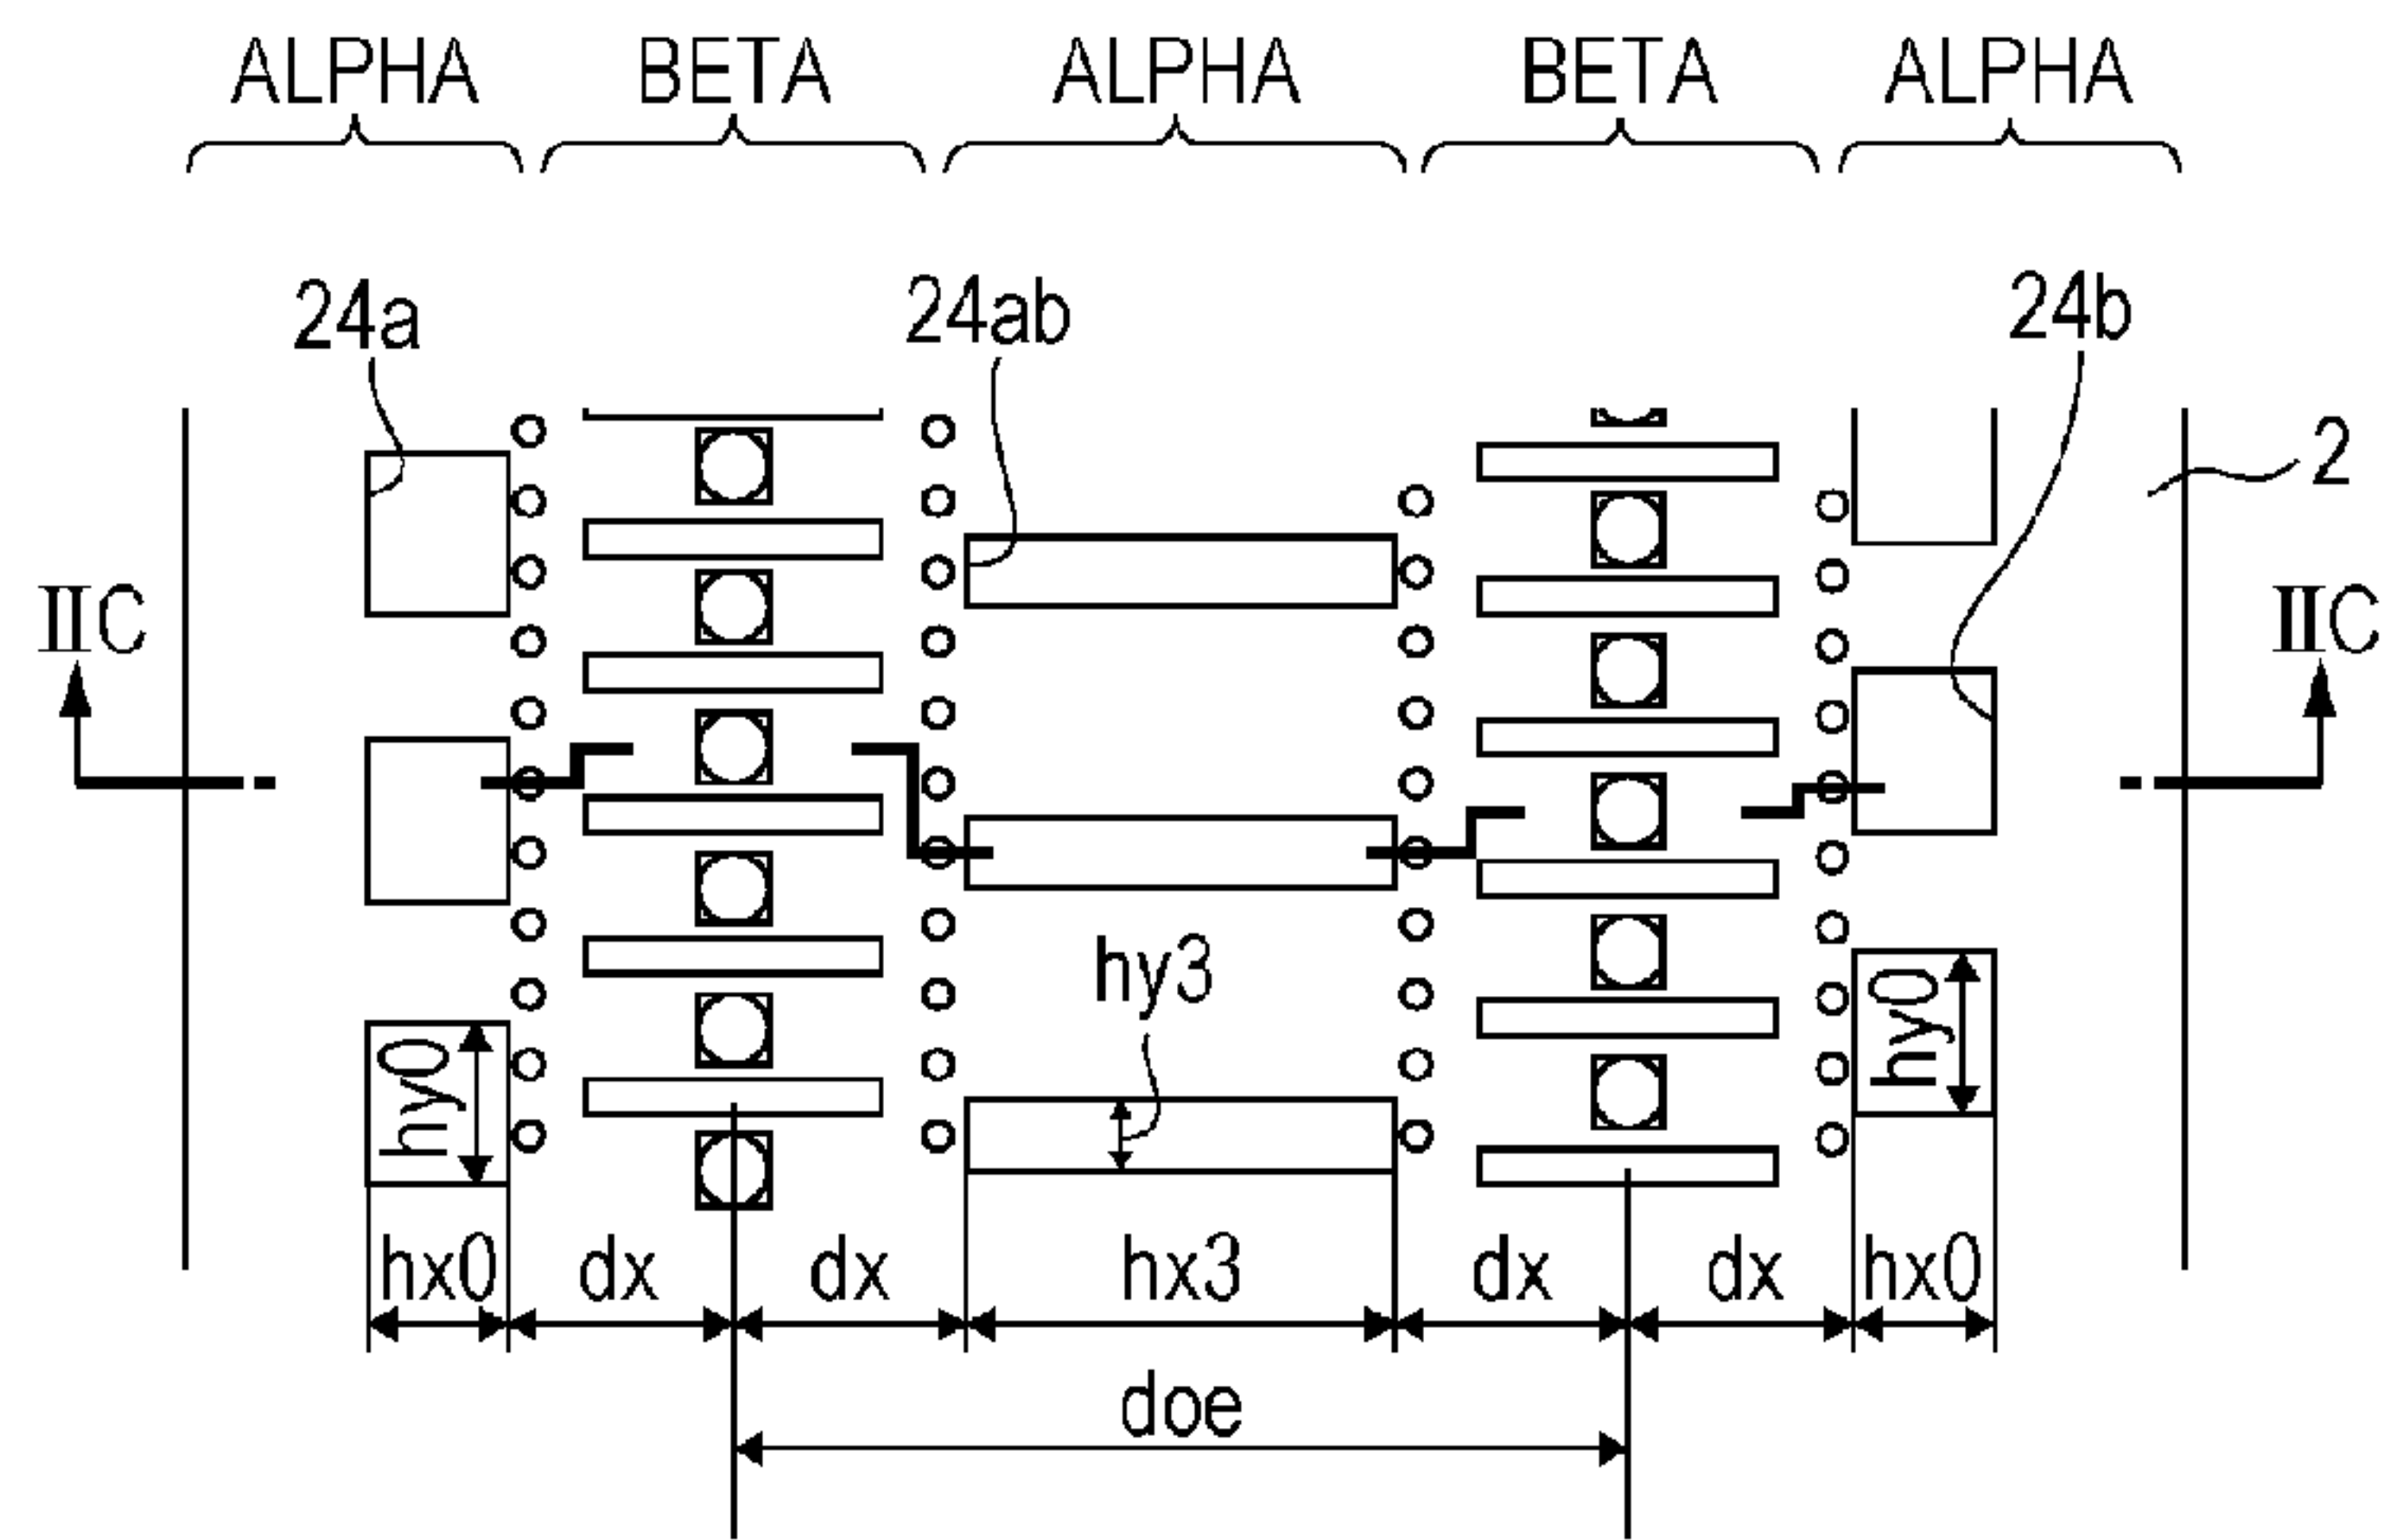 ALPHA BETA ALPHA BETA ALPHA
24a 24ab 24b
2
IIC IIC
hy3
hy0 hy0
hx0 dx dx hx3 dx dx hx0
doe